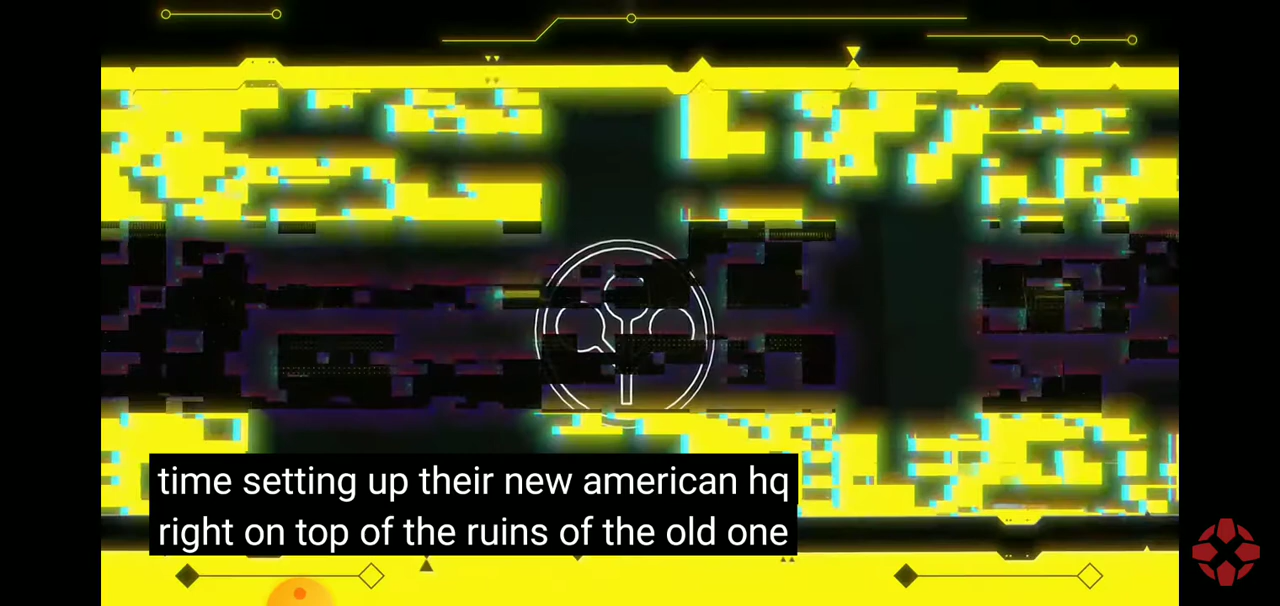 time setting up their new american hq
right on top of the ruins of the old one